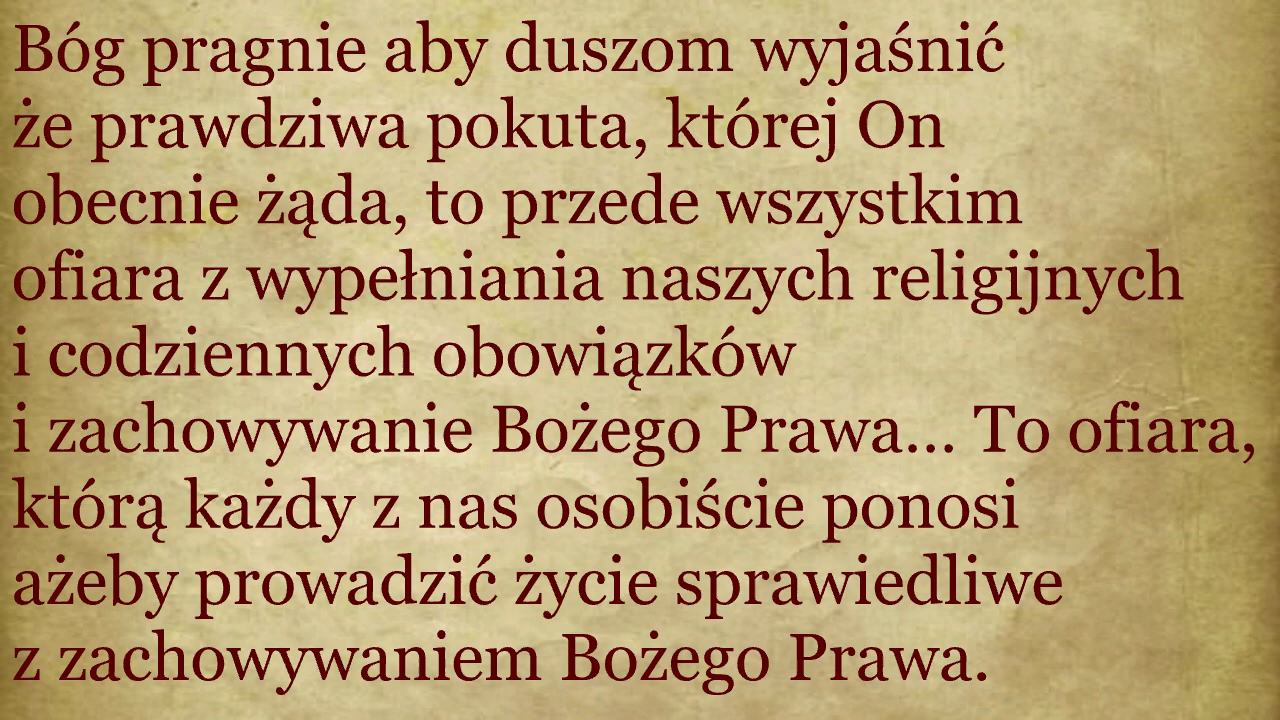 Bóg pragnie aby duszom wyjaśnić
że prawdziwa pokuta, której On
obecnie żąda, to przede wszystkim
ofiara z wypełniania naszych religijnych
i codziennych obowiązków
i zachowywanie Bożego Prawa... To ofiara,
którą każdy z nas osobiście ponosi
ażeby prowadzić życie sprawiedliwe
z zachowywaniem Bożego Prawa.